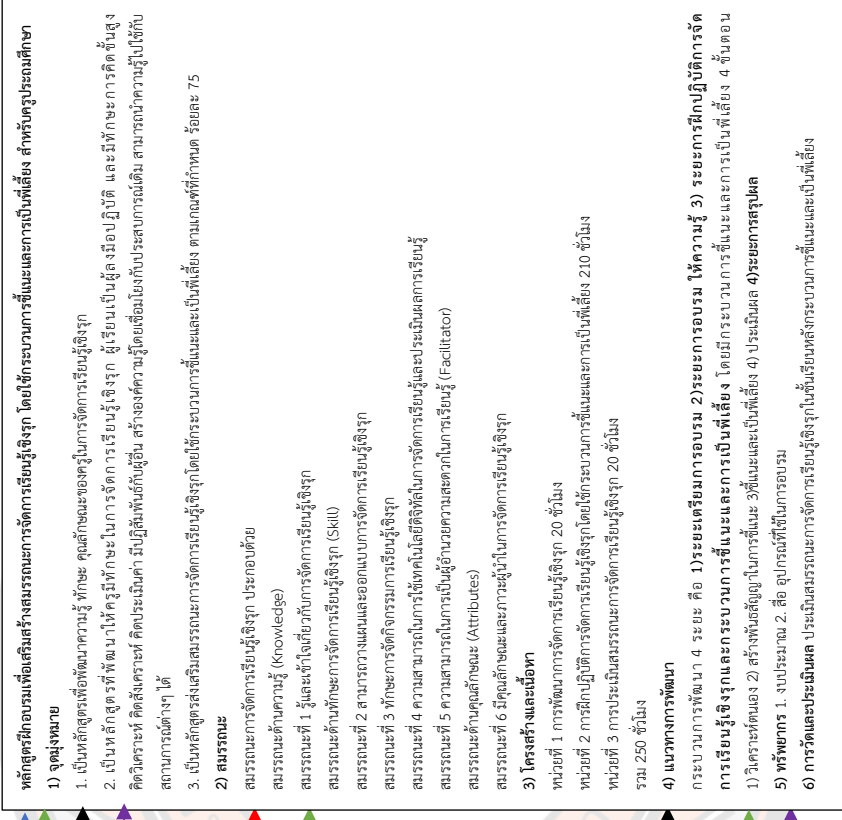 หลักสูตรฝึกอบรมเพื่อเสริมสร้างสมรรถนะการจัดการเรียนรู้เชิงรุก โดยใช้กระบวนการชี้แนะและการเป็นพี่เลี้ยง สำหรับครูประถมศึกษา
1) จุดมุ่งหมาย
1. เป็นหลักสูตรเพื่อพัฒนาความรู้ ทักษะ คุณลักษณะของครูในการจัดการเรียนรู้เชิงรุก
2. เป็นหลักสูตรที่พัฒนาให้ครูมีทักษะในการจัดการเรียนรู้เชิงรุก ผู้เรียนเป็นผู้ลงมือปฏิบัติ และมีทักษะการคิดขั้นสูง
คิดวิเคราะห์ คิดสังเคราะห์ คิดประเมินค่า มีปฏิสัมพันธ์กับผู้อื่น สร้างองค์ความรู้โดยเชื่อมโยงกับประสบการณ์เดิม สามารถนำความรู้ไปใช้กับ
สถานการณ์ต่างๆ ได้
3. เป็นหลักสูตรส่งเสริมสมรรถนะการจัดการเรียนรู้เชิงรุกโดยใช้กระบวนการชี้แนะและเป็นพี่เลี้ยง ตามเกณฑ์ที่กำหนด ร้อยละ 75
2) สมรรถนะ
สมรรถนะการจัดการเรียนรู้เชิงรุก ประกอบด้วย
สมรรถนะด้านความรู้ (Knowledge)
สมรรถนะที่ 1 รู้และเข้าใจเกี่ยวกับการจัดการเรียนรู้เชิงรุก
สมรรถนะด้านทักษะการจัดการเรียนรู้เชิงรุก (Skill)
สมรรถนะที่ 2 สามารถวางแผนและออกแบบการจัดการเรียนรู้เชิงรุก
สมรรถนะที่ 3 ทักษะการจัดกิจกรรมการเรียนรู้เชิงรุก
สมรรถนะที่ 4 ความสามารถในการใช้เทคโนโลยีดิจิทัลในการจัดการเรียนรู้และประเมินผลการเรียนรู้
สมรรถนะที่ 5 ความสามารถในการเป็นผู้อำนวยความสะดวกในการเรียนรู้ (Facilitator)
สมรรถนะด้านคุณลักษณะ (Attributes)
สมรรถนะที่ 6 มีคุณลักษณะและภาวะผู้นำในการจัดการเรียนรู้เชิงรุก
3) โครงสร้างและเนื้อหา
หน่วยที่ 1 การพัฒนาการจัดการเรียนรู้เชิงรุก 20 ชั่วโมง
หน่วยที่ 2 การฝึกปฏิบัติการจัดการเรียนรู้เชิงรุกโดยใช้กระบวนการชี้แนะและการเป็นพี่เลี้ยง 210 ชั่วโมง
หน่วยที่ 3 การประเมินสมรรถนะการจัดการเรียนรู้เชิงรุก 20 ชั่วโมง
รวม 250 ชั่วโมง
4) แนวทางการพัฒนา
กระบวนการพัฒนา 4 ระยะ คือ 1)ระยะเตรียมการอบรม 2)ระยะการอบรม ให้ความรู้ 3) ระยะการฝึกปฏิบัติการจัด
การเรียนรู้เชิงรุกและกระบวนการชี้แนะและการเป็นพี่เลี้ยง โดยมีกระบวนการชี้แนะและการเป็นพี่เลี้ยง 4 ขั้นตอน
1) วิเคราะห์ตนเอง 2) สร้างพันธสัญญาในการชี้แนะ 3)ชี้แนะและเป็นพี่เลี้ยง 4) ประเมินผล 4)ระยะการสรุปผล
5) ทรัพยากร 1. งบประมาณ 2. สื่อ อุปกรณ์ที่ใช้ในการอบรม
6) การวัดและประเมินผล ประเมินสมรรถนะการจัดการเรียนรู้เชิงรุกในชั้นเรียนหลังกระบวนการชี้แนะและเป็นพี่เลี้ยง